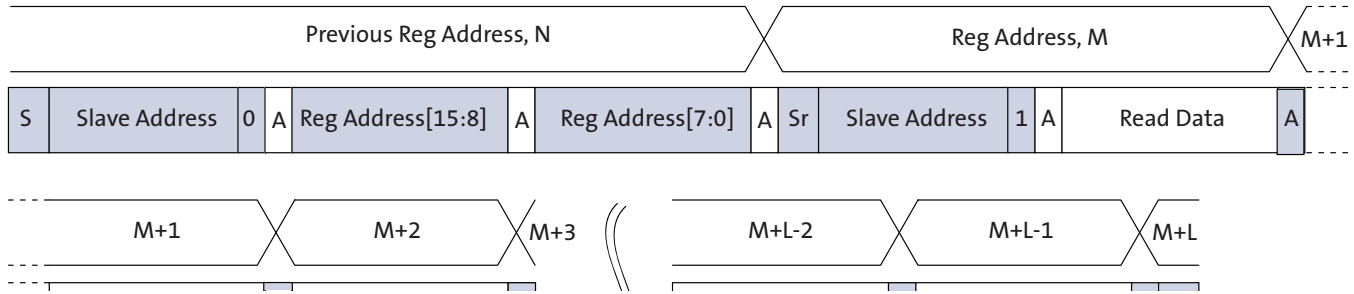 Previous Reg Address, N Reg Address, M M+1
S Slave Address 0 A Reg Address[15:8] A Reg Address[7:0] A Sr Slave Address 1 A Read Data A
M+1 M+2 M+3 M+L-2 M+L-1 M+L